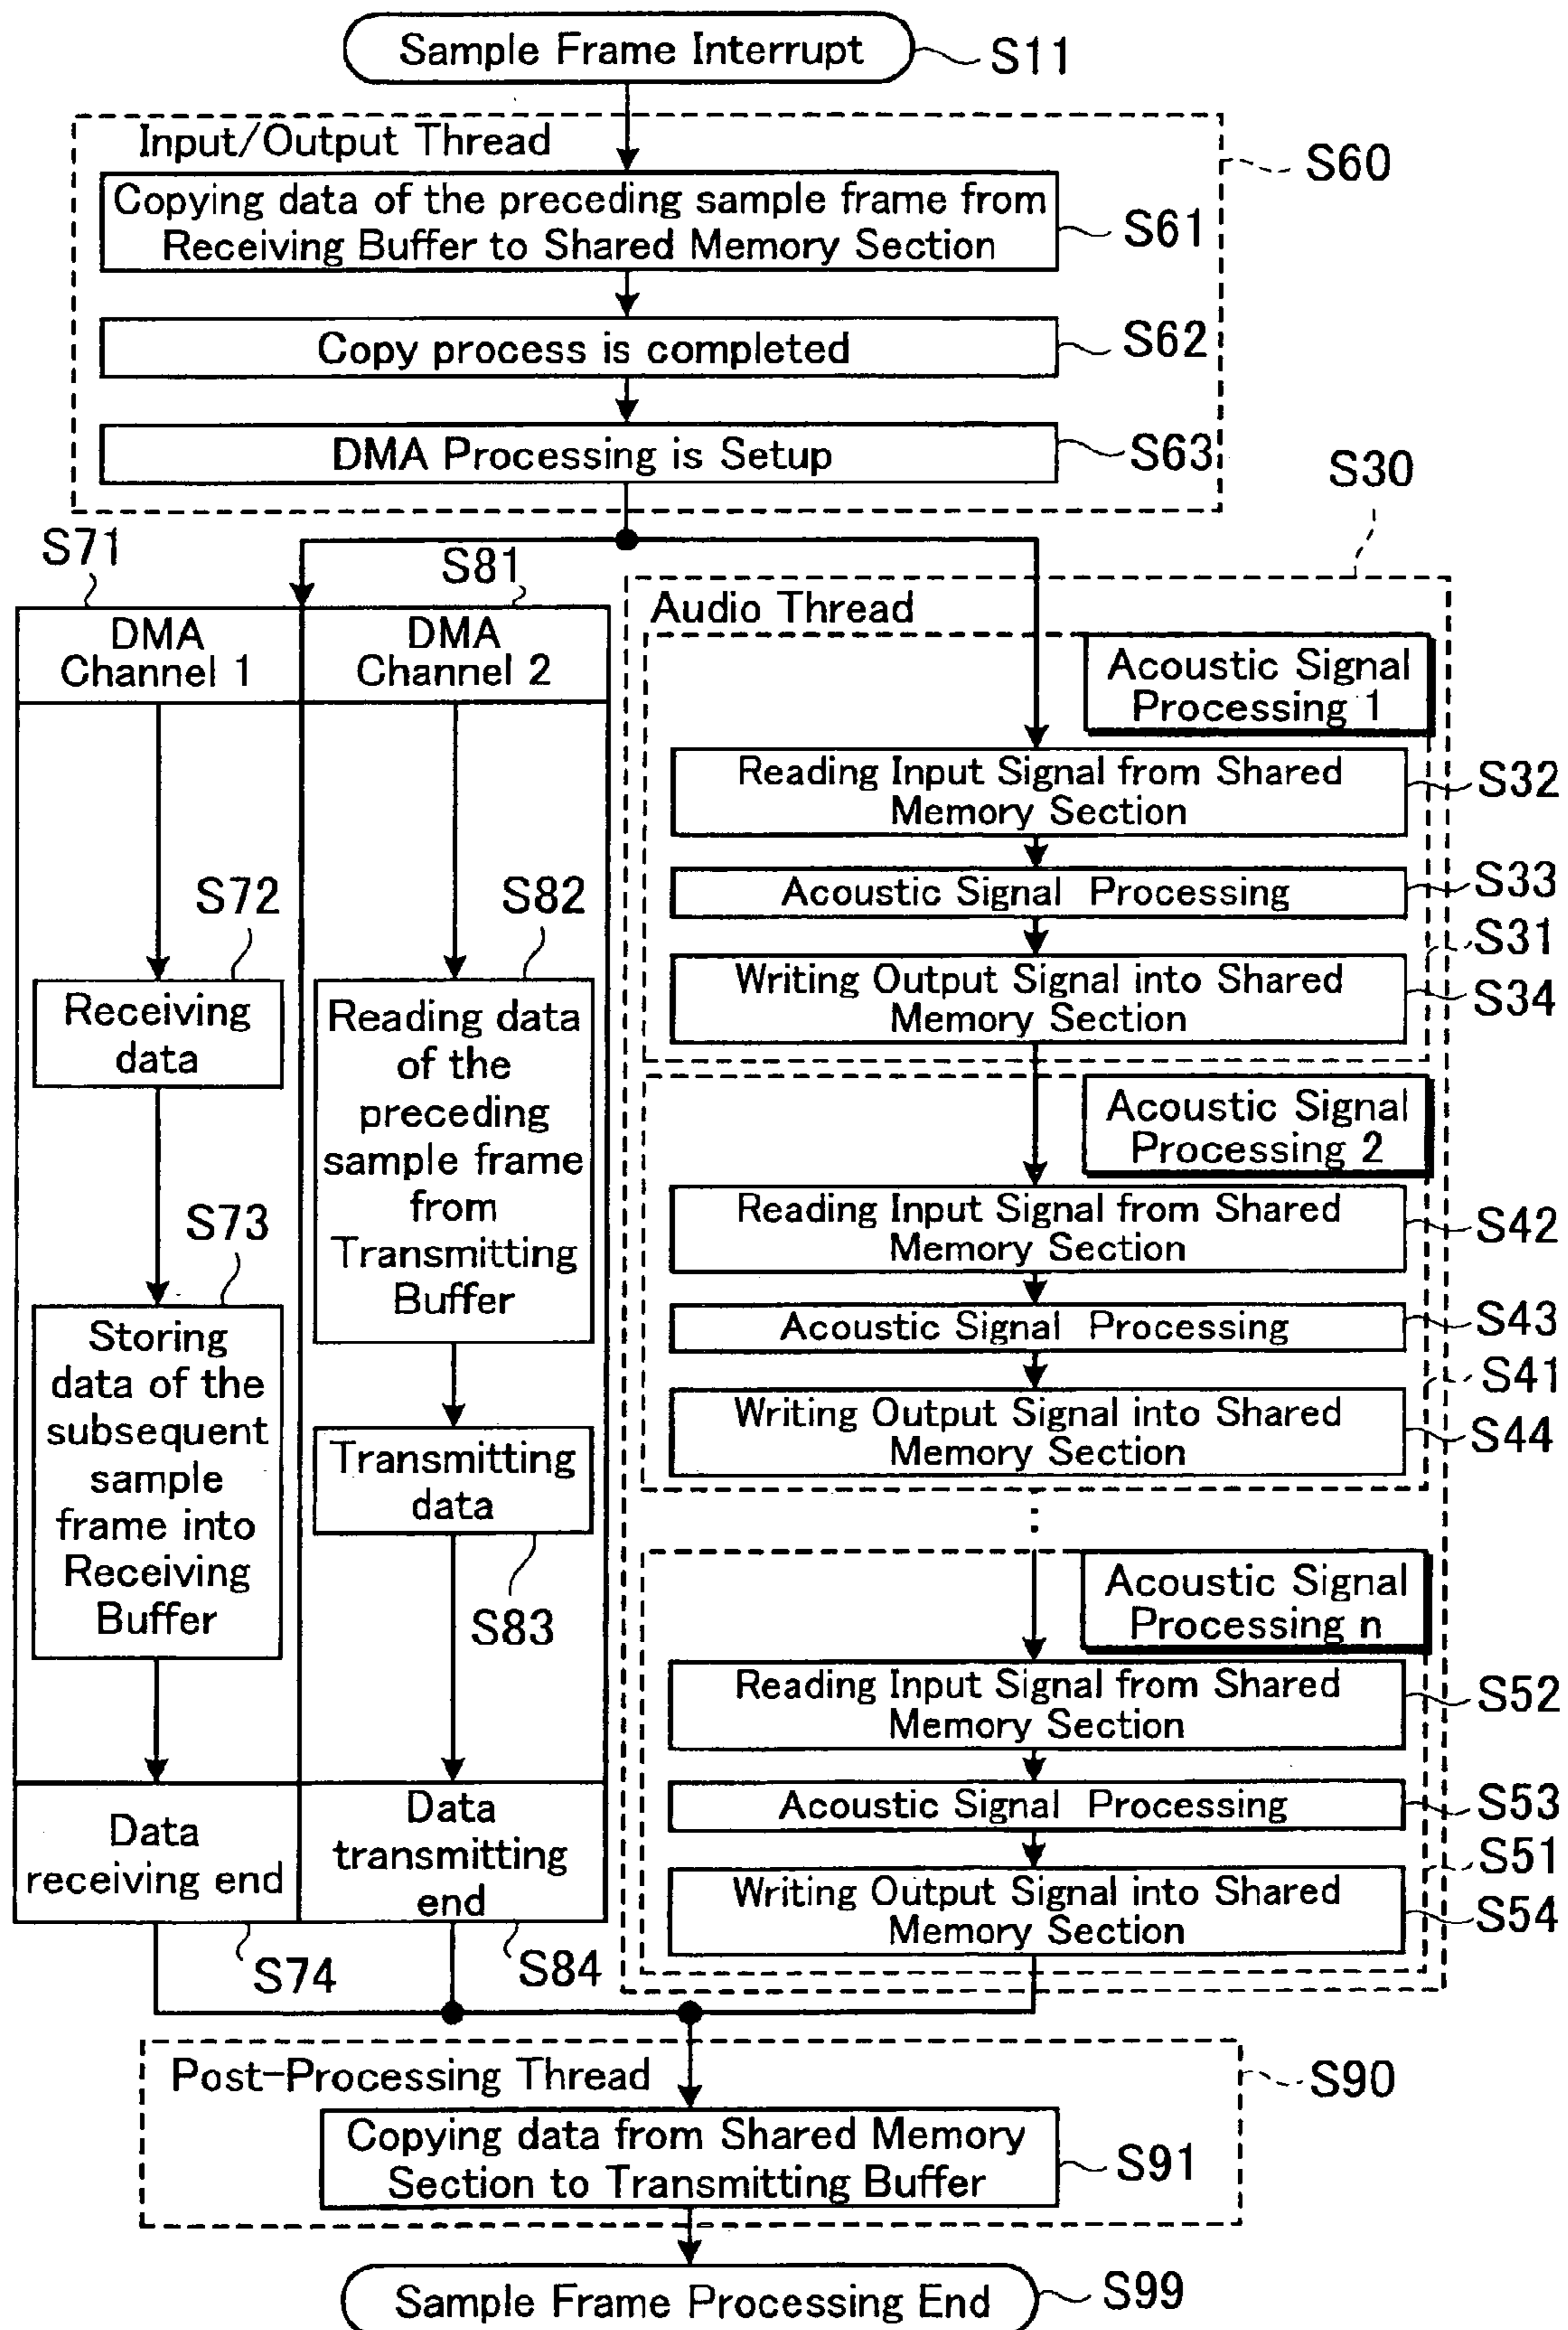 Sample Frame Interrupt
S11
Input/Output Thread
S60
Copying data of the preceding sample frame from
Receiving Buffer to Shared Memory Section
S61
Copy process is completed
S62
DMA Processing is Setup
S63
S30
S71
S81
DMA
Channel 1
DMA
Channel 2
S72
Receiving
data
S73
Storing
data of the
subsequent
sample
frame into
Receiving
Buffer
Data
receiving end
S74
S82
Reading data
of the
preceding
sample frame
from
Transmitting
Buffer
Transmitting
data
S83
Data
transmitting
end
S84
Audio Thread
Acoustic Signal
Processing 1
Reading Input Signal from Shared
Memory Section
S32
Acoustic Signal Processing
S33
S31
Writing Output Signal into Shared
Memory Section
S34
Acoustic Signal
Processing 2
Reading Input Signal from Shared
Memory Section
S42
Acoustic Signal Processing
S43
S41
Writing Output Signal into Shared
Memory Section
S44
Acoustic Signal
Processing n
Reading Input Signal from Shared
Memory Section
S52
Acoustic Signal Processing
S53
S51
Writing Output Signal into Shared
Memory Section
S54
Post-Processing Thread
S90
Copying data from Shared Memory
Section to Transmitting Buffer
S91
Sample Frame Processing End
S99